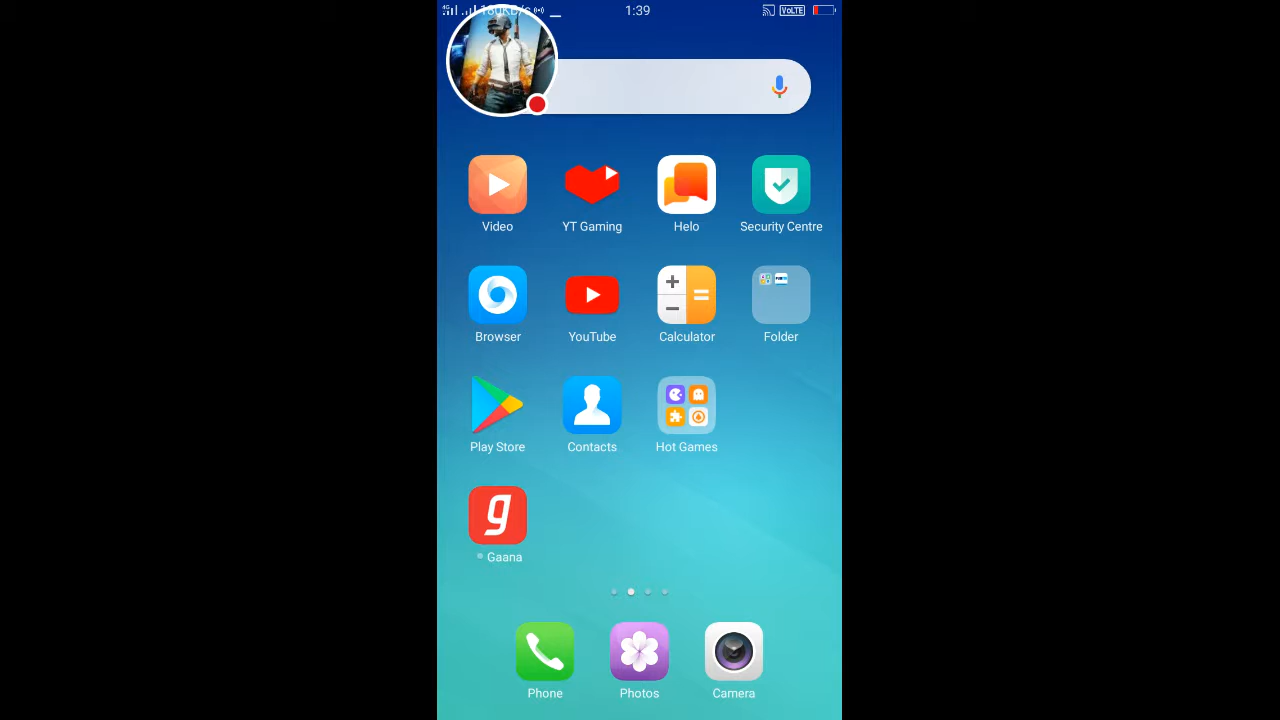 1:39
VoLTE
Video
YT Gaming
Helo
Security Centre
Browser
YouTube
Calculator
Folder
Play Store
Contacts
Hot Games
g
Gaana
Phone
Photos
Camera